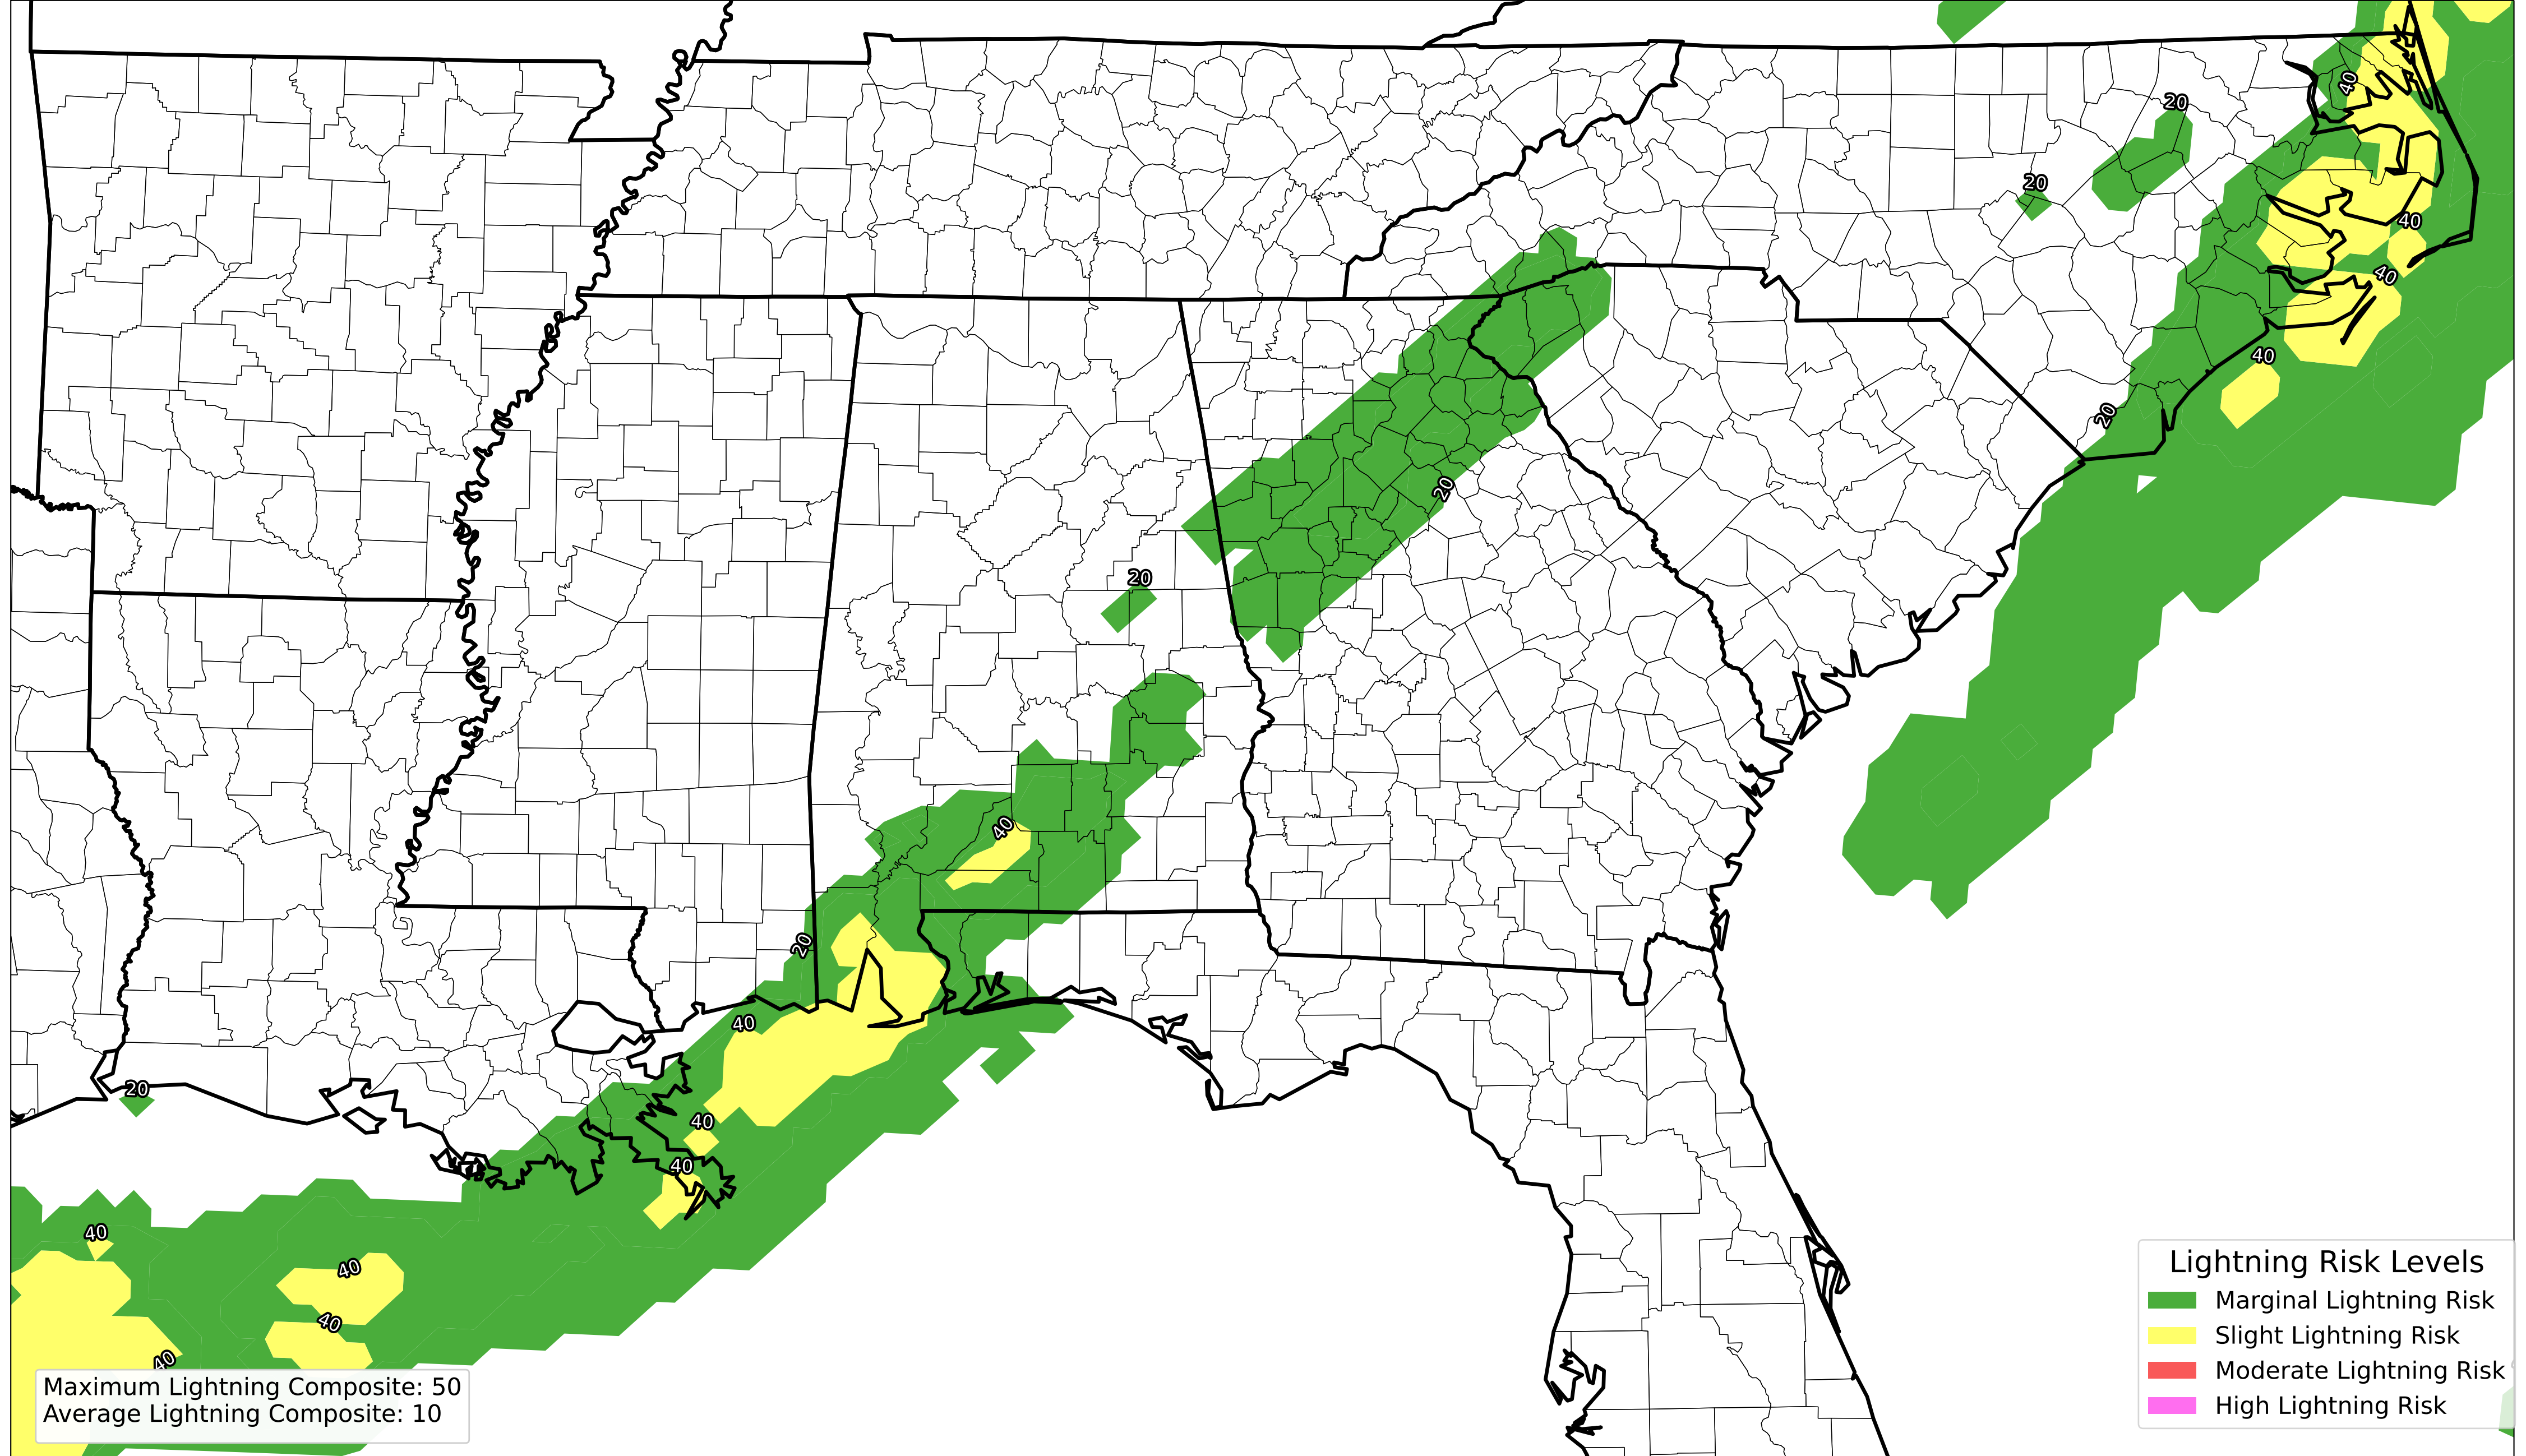 40
20
20
40
40
40
20
20
20
40
20
40
20
40
40
40
40
40
40
Lightning Risk Levels
Marginal Lightning Risk
Slight Lightning Risk
Moderate Lightning Risk
High Lightning Risk
Maximum Lightning Composite: 50
Average Lightning Composite: 10